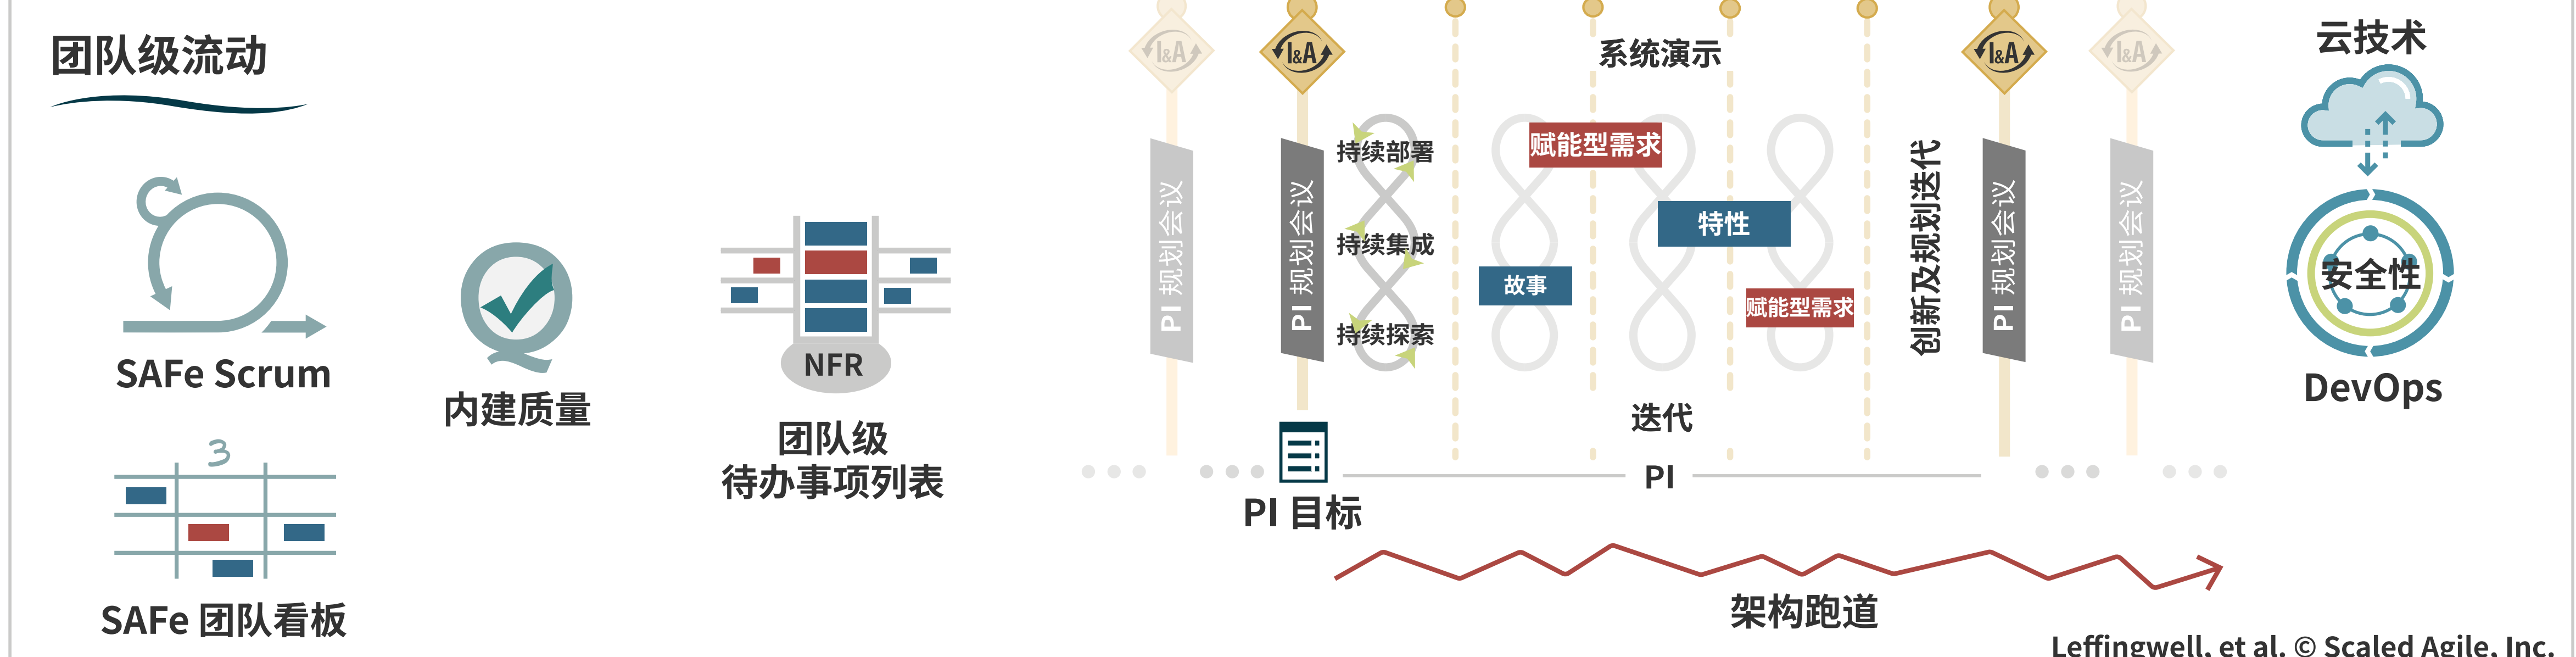 团队级流动
SAFe Scrum
3
SAFe 团队看板
内建质量
NFR
团队级
待办事项列表
I&A
I&A
I&A
I&A
PI 规划会议
PI 规划会议
系统演示
持续部署
持续集成
持续探索
赋能型需求
特性
故事
赋能型需求
迭代
创新及规划迭代
PI 规划会议
PI 规划会议
PI
PI 目标
架构跑道
云技术
安全性
DevOps
Leffingwell, et al. © Scaled Agile, Inc.